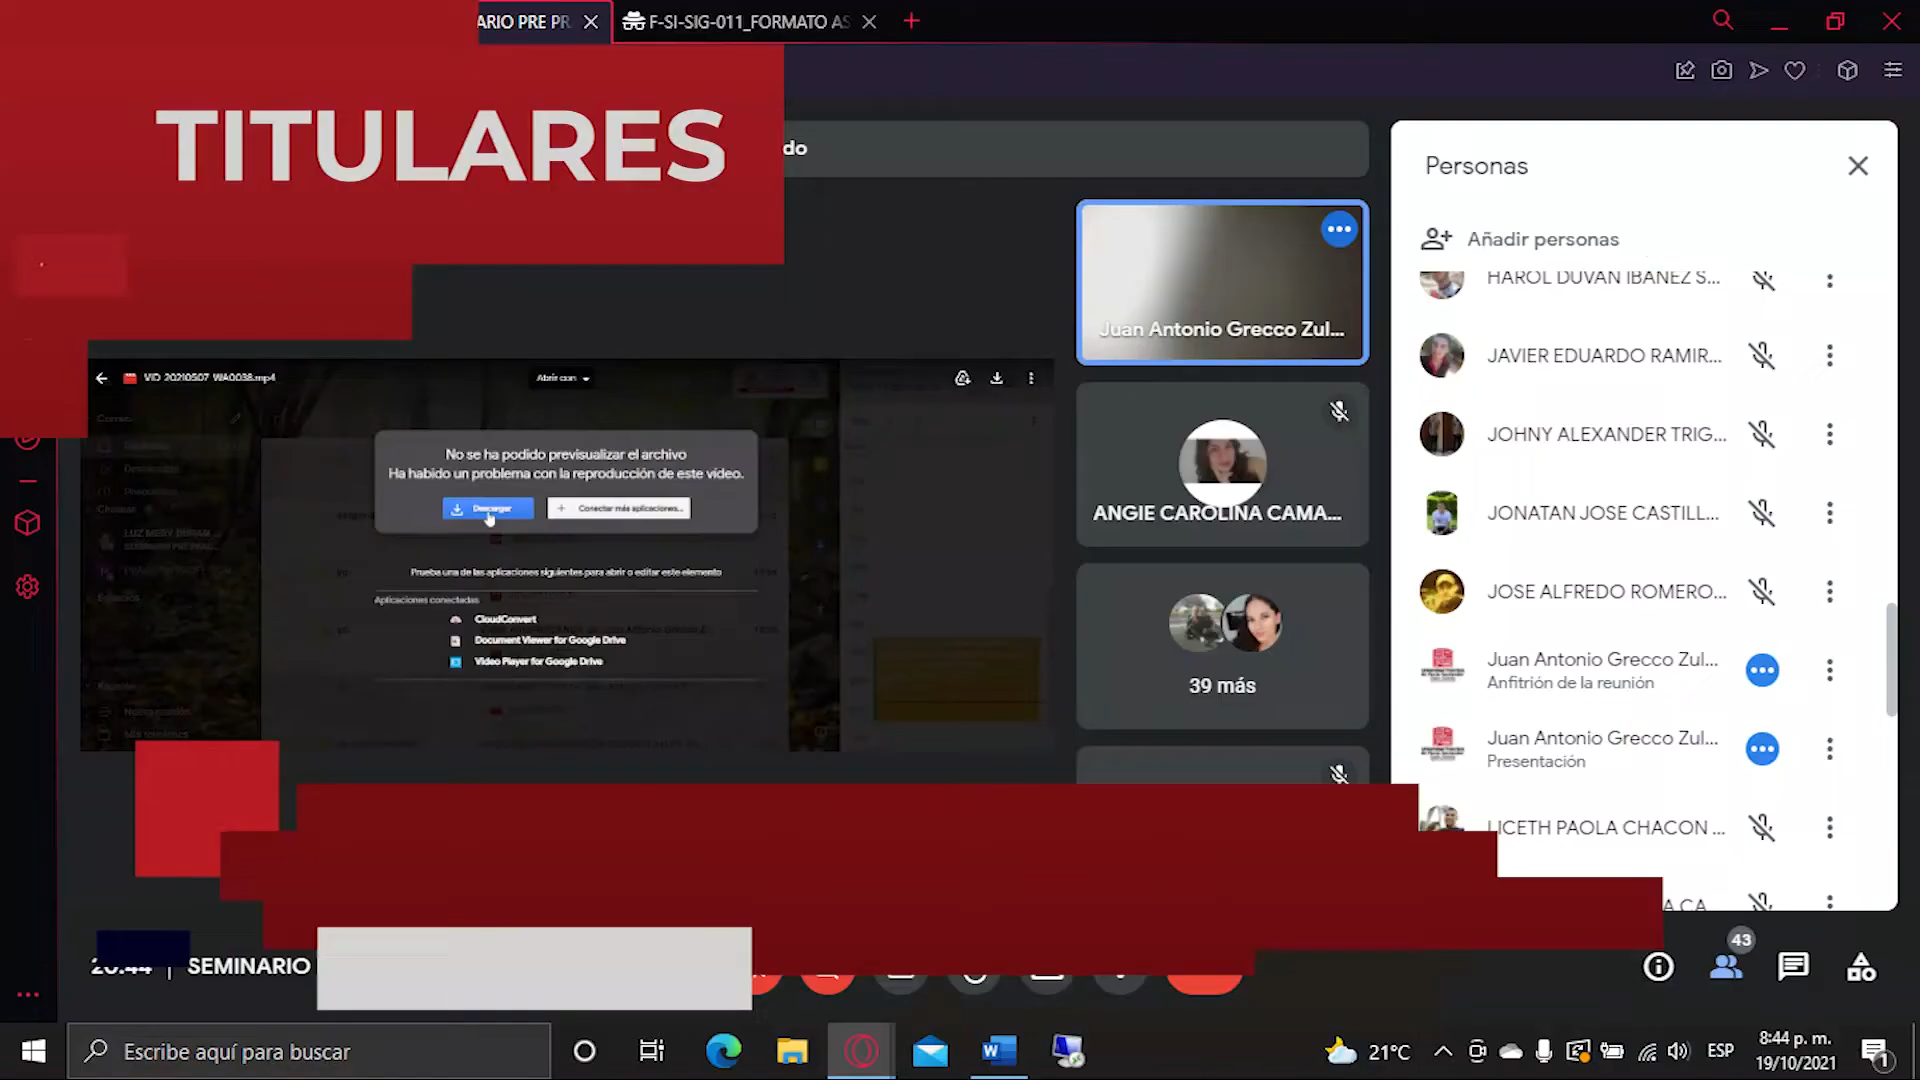 ARIO PRE PR
F-SI-SIG-011_FORMATO AS
TITULARES
do
Juan Antonio Grecco Zul...
ANGIE CAROLINA CAMA...
39 más
Personas
Añadir personas
HAROL DUVAN IBAÑEZ S...
JAVIER EDUARDO RAMIR...
JOHNY ALEXANDER TRIG...
JONATAN JOSE CASTILL...
JOSE ALFREDO ROMERO...
Juan Antonio Grecco Zul...
Anfitrión de la reunión
Juan Antonio Grecco Zul...
Presentación
LICETH PAOLA CHACON ...
A CA
VID 20210507 WA0038.mp4
Abrir con
No se ha podido previsualizar el archivo
Ha habido un problema con la reproducción de este vídeo.
Descargar
Conectar más aplicaciones...
Prueba una de las aplicaciones siguientes para abrir o editar este elemento
Aplicaciones conectadas
CloudConvert
Document Viewer for Google Drive
Video Player for Google Drive
20:44 | SEMINARIO
43
Escribe aquí para buscar
21°C
ESP
8:44 p. m.
19/10/2021
1